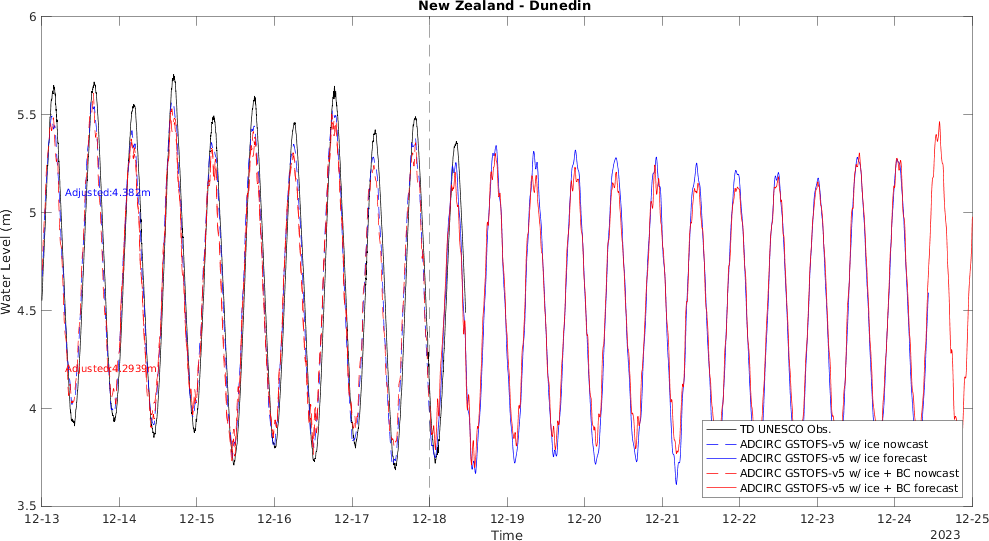 New Zealand - Dunedin
6
5.5
5
4.5
4
3.5
Water Level (m)
Adjusted:4.382m
Adjusted:4.2939m
TD UNESCO Obs.
ADCIRC GSTOFS-v5 w/ ice nowcast
ADCIRC GSTOFS-v5 w/ ice forecast
ADCIRC GSTOFS-v5 w/ ice + BC nowcast
ADCIRC GSTOFS-v5 w/ ice + BC forecast
12-13 12-14 12-15 12-16 12-17 12-18 12-19 12-20 12-21 12-22 12-23 12-24 12-25
Time
2023